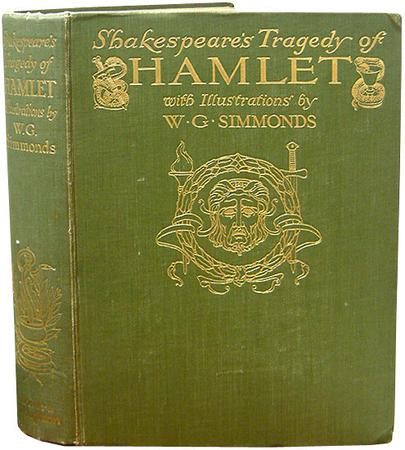 Shakespeare's
Tragedy of
HAMLET
Illustrations by
W.G.
Simmonds
Shakespeare's Tragedy of
HAMLET
with Illustrations by
W·G·SIMMONDS